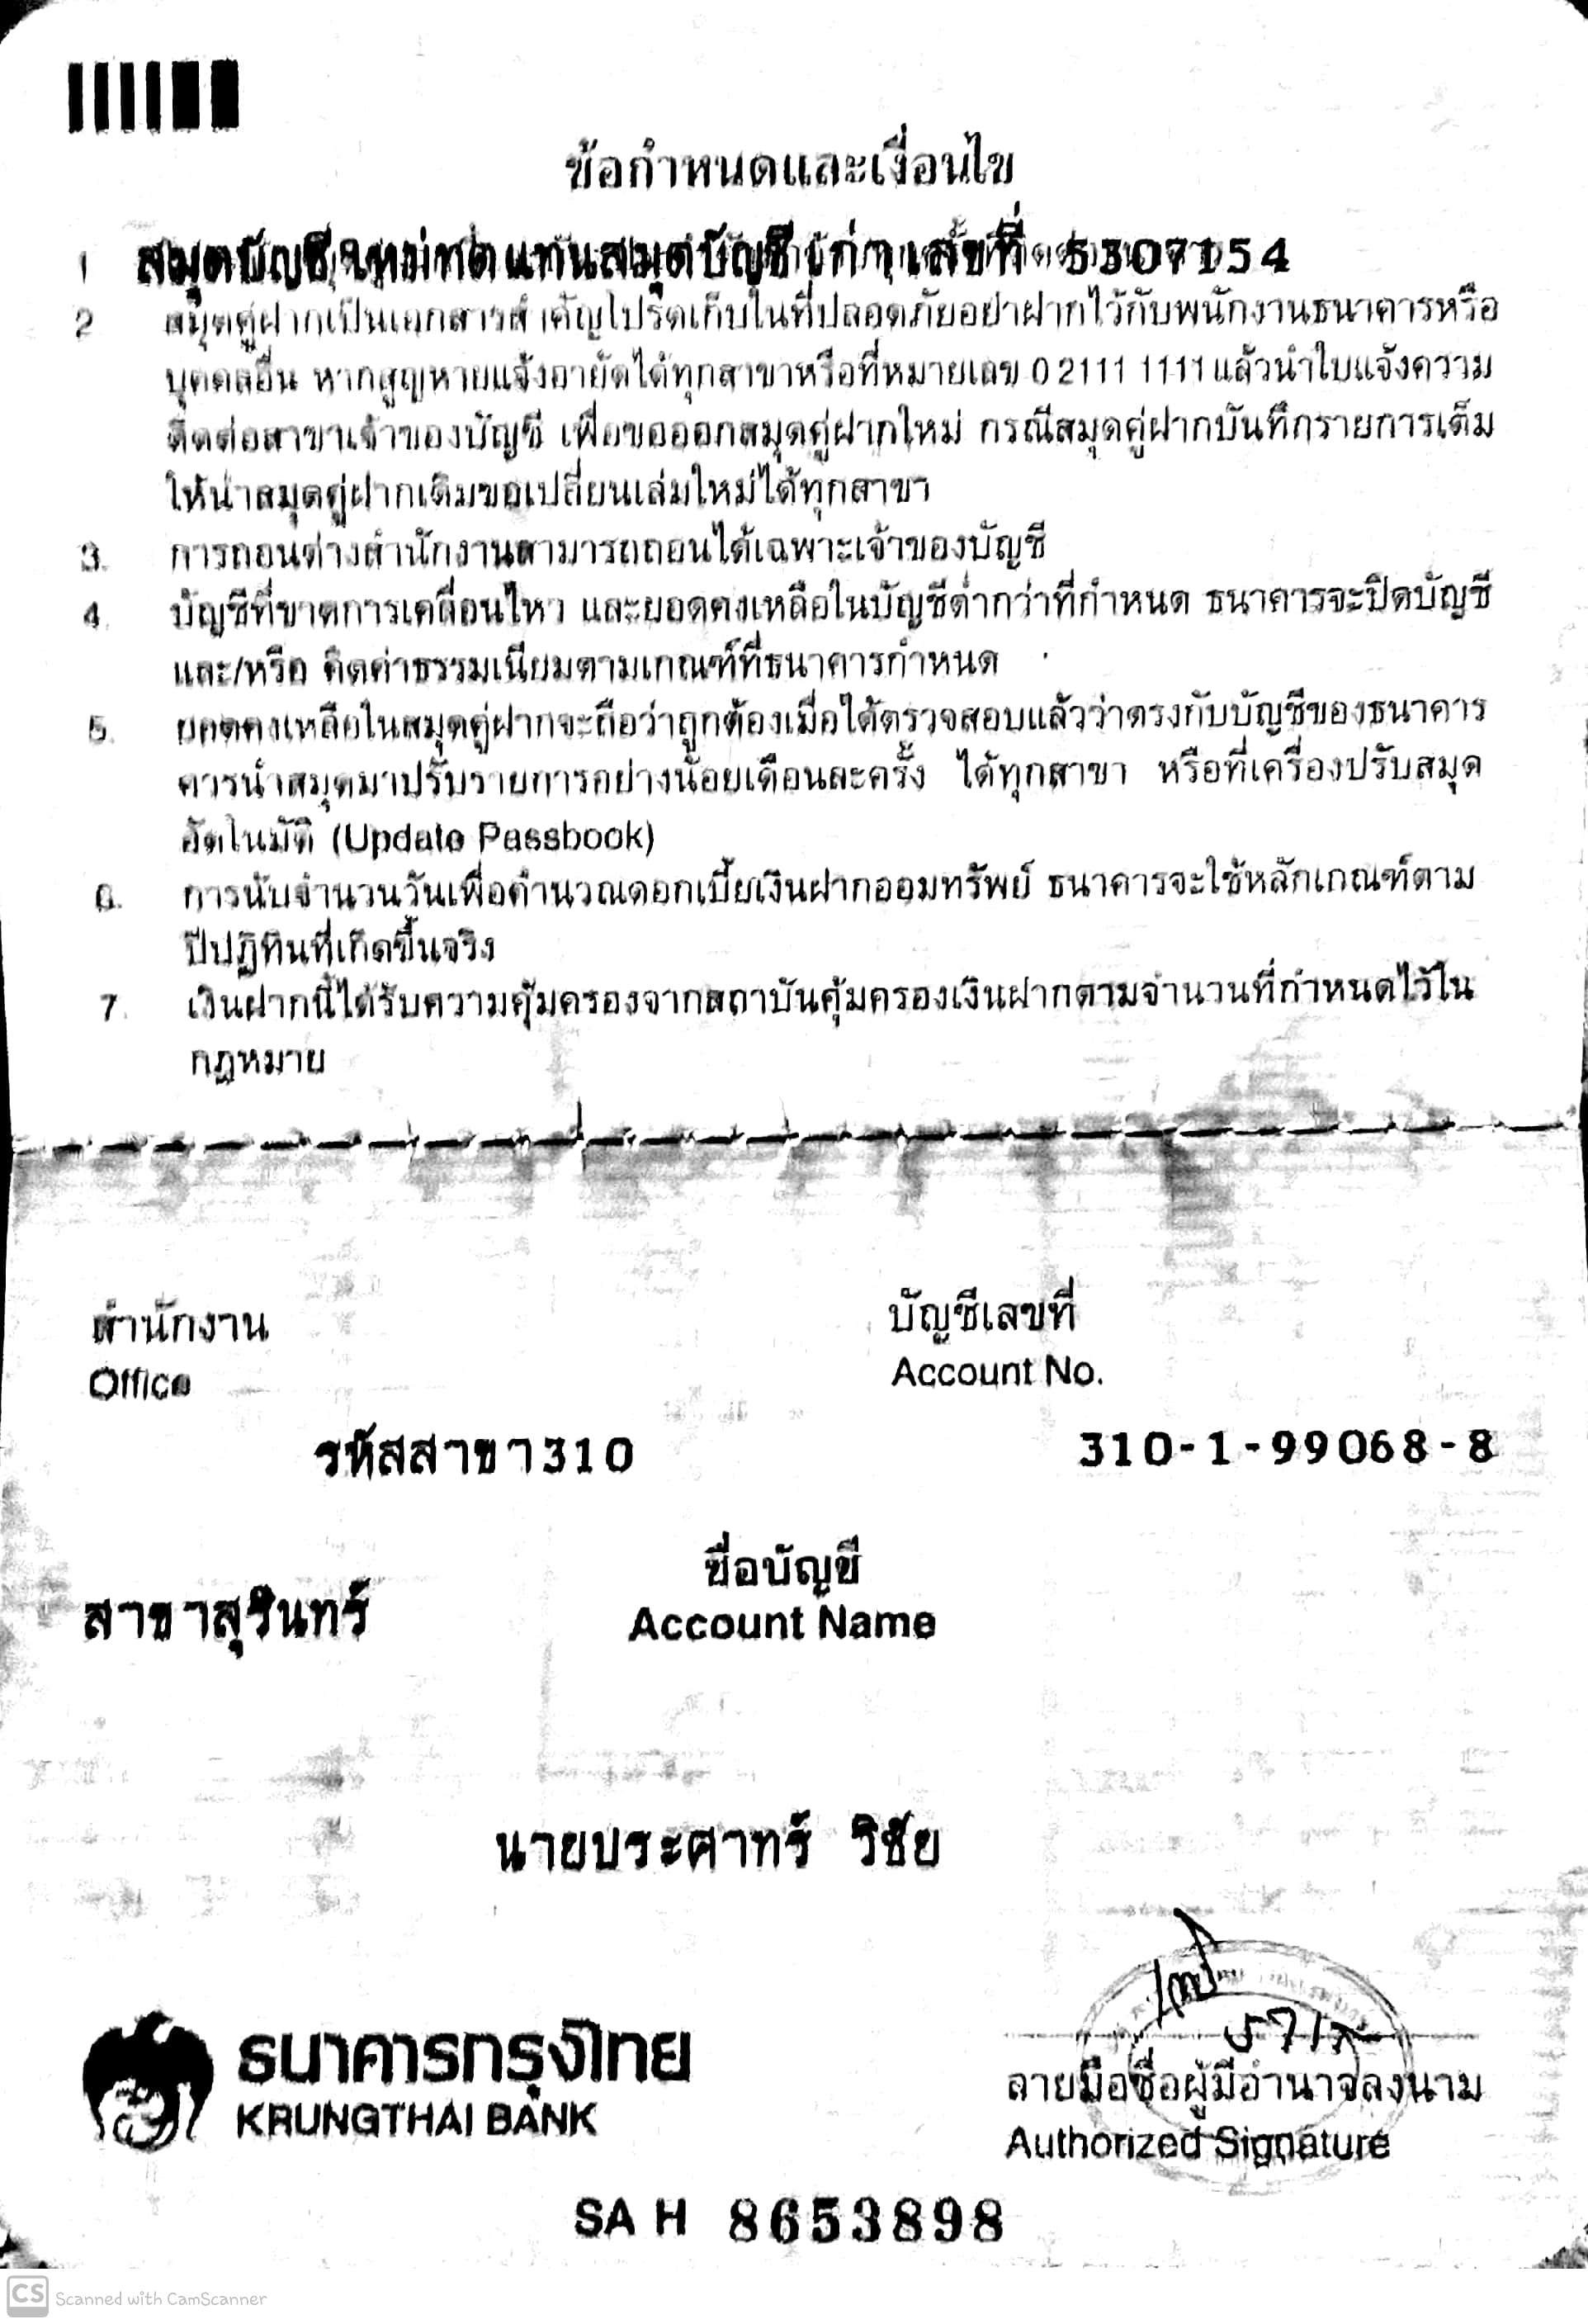 ข้อกำหนดและเงื่อนไข
1 สมุดบัญชีใหม่ทดแทนสมุดบัญชีเก่าเลขที่ 5307154
2 สมุดคู่ฝากเป็นเอกสารสำคัญโปรดเก็บในที่ปลอดภัยอย่าฝากไว้กับพนักงานธนาคารหรือ
บุคคลอื่น หากสูญหายแจ้งอายัดได้ทุกสาขาหรือที่หมายเลข 0 2111 1111 แล้วนำใบแจ้งความ
ติดต่อสาขาเจ้าของบัญชี เพื่อขอออกสมุดคู่ฝากใหม่ กรณีสมุดคู่ฝากบันทึกรายการเต็ม
ให้นำสมุดคู่ฝากเดิมขอเปลี่ยนเล่มใหม่ได้ทุกสาขา
3. การถอนต่างสำนักงานสามารถถอนได้เฉพาะเจ้าของบัญชี
4. บัญชีที่ขาดการเคลื่อนไหว และยอดคงเหลือในบัญชีต่ำกว่าที่กำหนด ธนาคารจะปิดบัญชี
และ/หรือ คิดค่าธรรมเนียมตามเกณฑ์ที่ธนาคารกำหนด
5. ยอดคงเหลือในสมุดคู่ฝากจะถือว่าถูกต้องเมื่อได้ตรวจสอบแล้วว่าตรงกับบัญชีของธนาคาร
ควรนำสมุดมาปรับรายการอย่างน้อยเดือนละครั้ง ได้ทุกสาขา หรือที่เครื่องปรับสมุด
อัตโนมัติ (Update Passbook)
6. การนับจำนวนวันเพื่อคำนวณดอกเบี้ยเงินฝากออมทรัพย์ ธนาคารจะใช้หลักเกณฑ์ตาม
ปีปฏิทินที่เกิดขึ้นจริง
7. เงินฝากนี้ได้รับความคุ้มครองจากสถาบันคุ้มครองเงินฝากตามจำนวนที่กำหนดไว้ใน
กฎหมาย
สำนักงาน
Office
บัญชีเลขที่
Account No.
รหัสสาขา310
310-1-99068-8
สาขาสุรินทร์
ชื่อบัญชี
Account Name
นายประศาทร์ วิชัย
ธนาคารกรุงไทย
KRUNGTHAI BANK
ลายมือชื่อผู้มีอำนาจลงนาม
Authorized Signature
SA H 8653898
CS Scanned with CamScanner